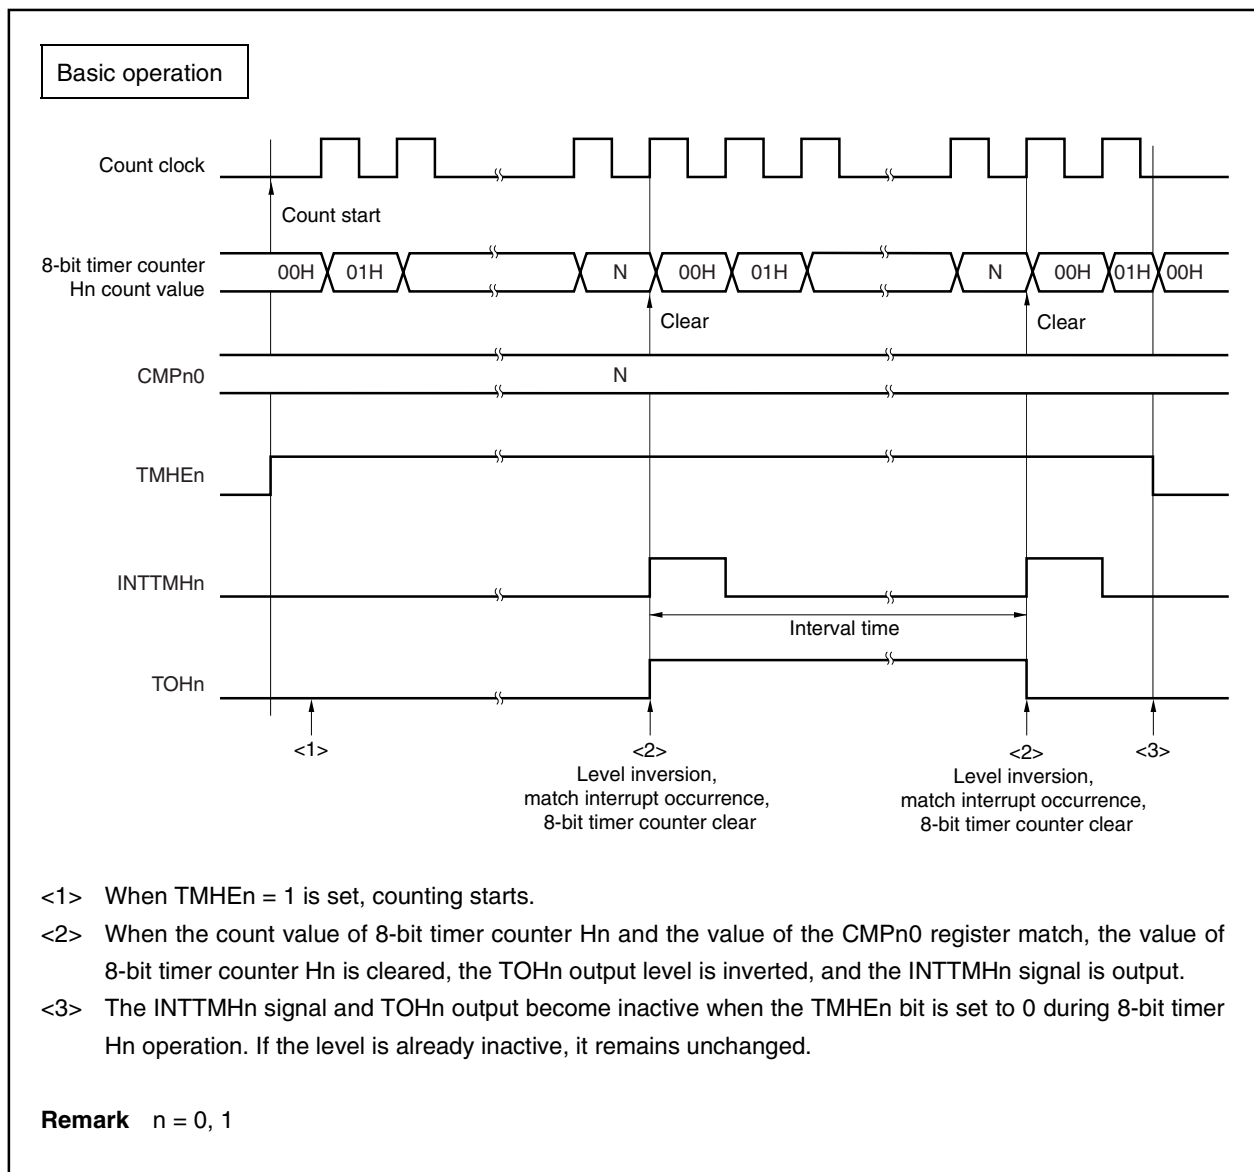 Basic operation
Count clock
Count start
8-bit timer counter
Hn count value
00H 01H N 00H 01H N 00H 01H 00H
Clear Clear
CMPn0 N
TMHEn
INTTMHn
Interval time
TOHn
<1> <2> <2> <3>
Level inversion,
match interrupt occurrence,
8-bit timer counter clear
Level inversion,
match interrupt occurrence,
8-bit timer counter clear
<1> When TMHEn = 1 is set, counting starts.
<2> When the count value of 8-bit timer counter Hn and the value of the CMPn0 register match, the value of
8-bit timer counter Hn is cleared, the TOHn output level is inverted, and the INTTMHn signal is output.
<3> The INTTMHn signal and TOHn output become inactive when the TMHEn bit is set to 0 during 8-bit timer
Hn operation. If the level is already inactive, it remains unchanged.
Remark n = 0, 1